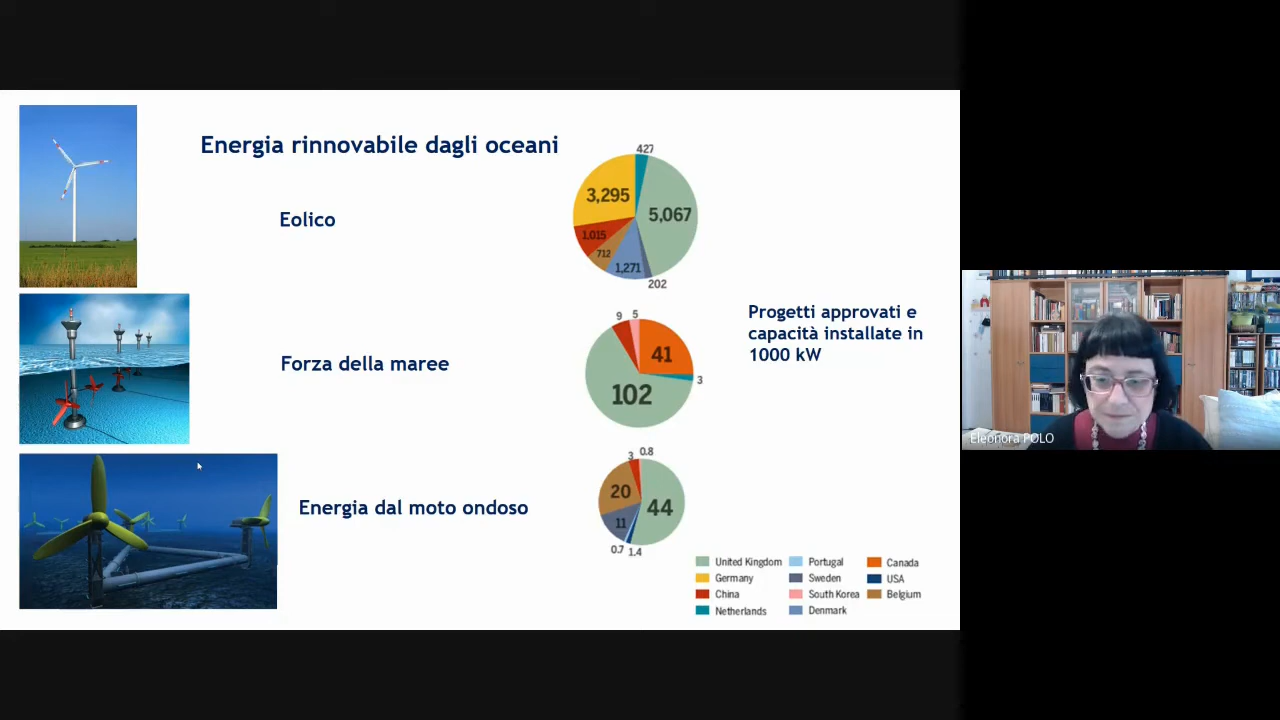 Energia rinnovabile dagli oceani
Eolico
427
3,295
5,067
1,015
712
1,271
202
Forza della maree
9
5
41
102
3
Progetti approvati e
capacità installate in
1000 kW
Energia dal moto ondoso
3
0.8
20
44
11
0.7
1.4
United Kingdom
Portugal
Canada
Germany
Sweden
USA
China
South Korea
Belgium
Netherlands
Denmark
Eleonora POLO